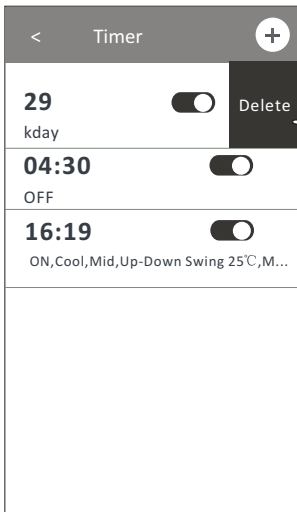 < Timer +
29 Delete
kday
04:30
OFF
16:19
ON,Cool,Mid,Up-Down Swing 25℃,M...